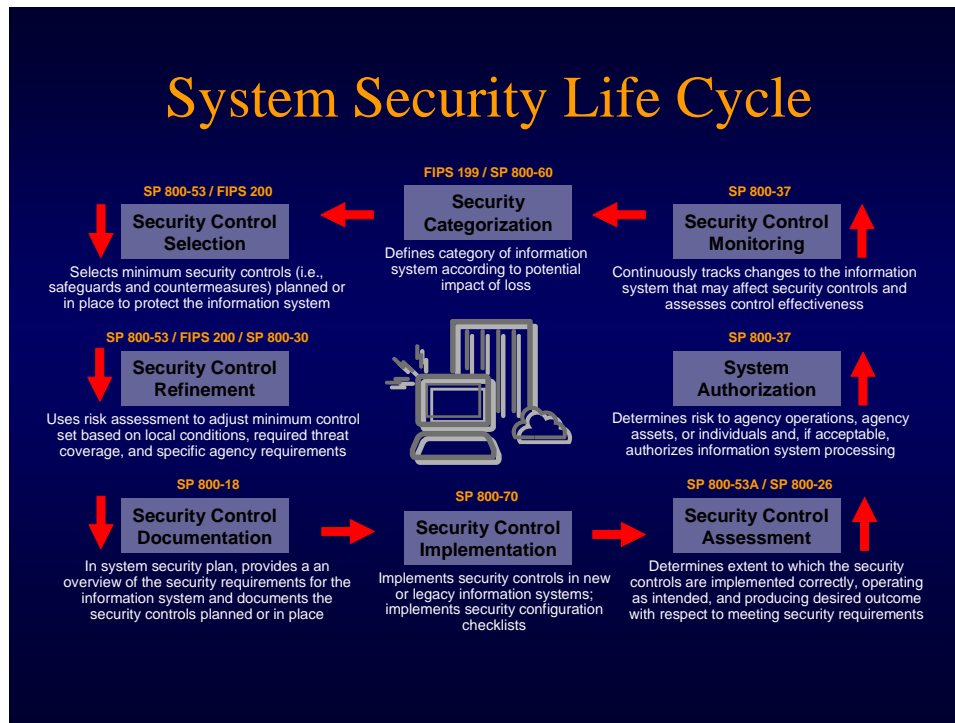 System Security Life Cycle
FIPS 199 / SP 800-60
Security
Categorization
Defines category of information
system according to potential
impact of loss
SP 800-53 / FIPS 200
Security Control
Selection
Selects minimum security controls (i.e.,
safeguards and countermeasures) planned or
in place to protect the information system
SP 800-53 / FIPS 200 / SP 800-30
Security Control
Refinement
Uses risk assessment to adjust minimum control
set based on local conditions, required threat
coverage, and specific agency requirements
SP 800-18
Security Control
Documentation
In system security plan, provides a an
overview of the security requirements for the
information system and documents the
security controls planned or in place
SP 800-70
Security Control
Implementation
Implements security controls in new
or legacy information systems;
implements security configuration
checklists
SP 800-53A / SP 800-26
Security Control
Assessment
Determines extent to which the security
controls are implemented correctly, operating
as intended, and producing desired outcome
with respect to meeting security requirements
SP 800-37
System
Authorization
Determines risk to agency operations, agency
assets, or individuals and, if acceptable,
authorizes information system processing
SP 800-37
Security Control
Monitoring
Continuously tracks changes to the information
system that may affect security controls and
assesses control effectiveness